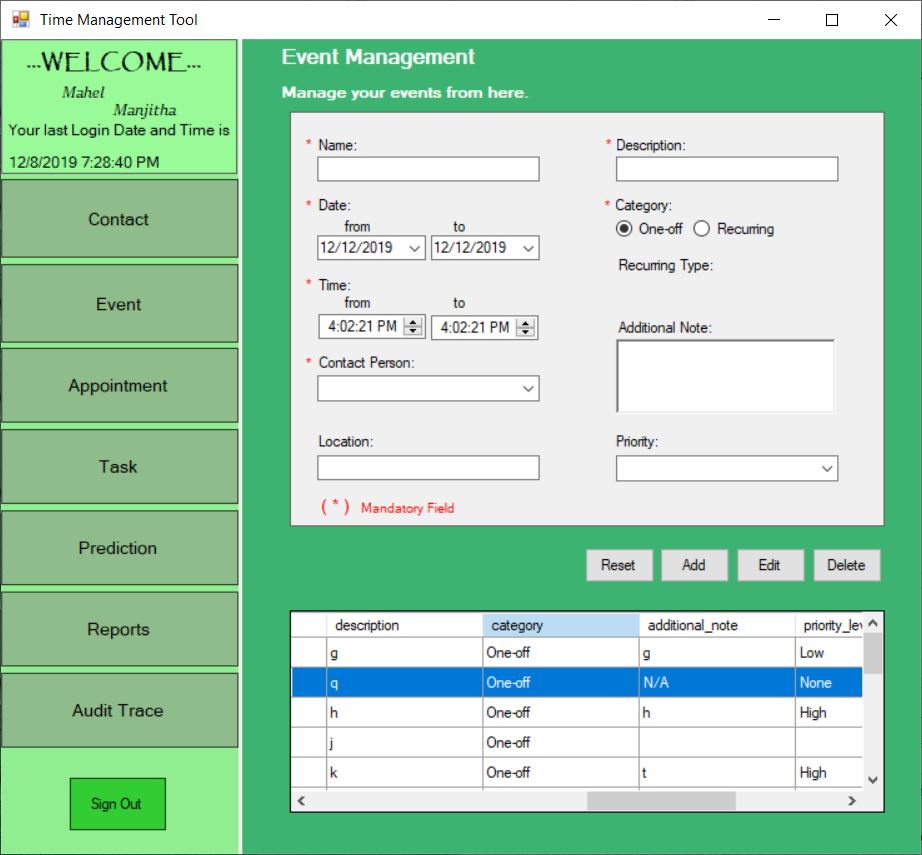 Time Management Tool
...WELCOME...
Mahel
Manjitha
Your last Login Date and Time is
12/8/2019 7:28:40 PM
Contact
Event
Appointment
Task
Prediction
Reports
Audit Trace
Sign Out
Event Management
Manage your events from here.
* Name:
* Description:
* Date:
from to
12/12/2019 12/12/2019
* Category:
One-off Recurring
Recurring Type:
* Time:
from to
4:02:21 PM 4:02:21 PM
Additional Note:
* Contact Person:
Location:
Priority:
( * ) Mandatory Field
Reset Add Edit Delete
description category additional_note priority_lev
g One-off g Low
q One-off N/A None
h One-off h High
j One-off
k One-off t High